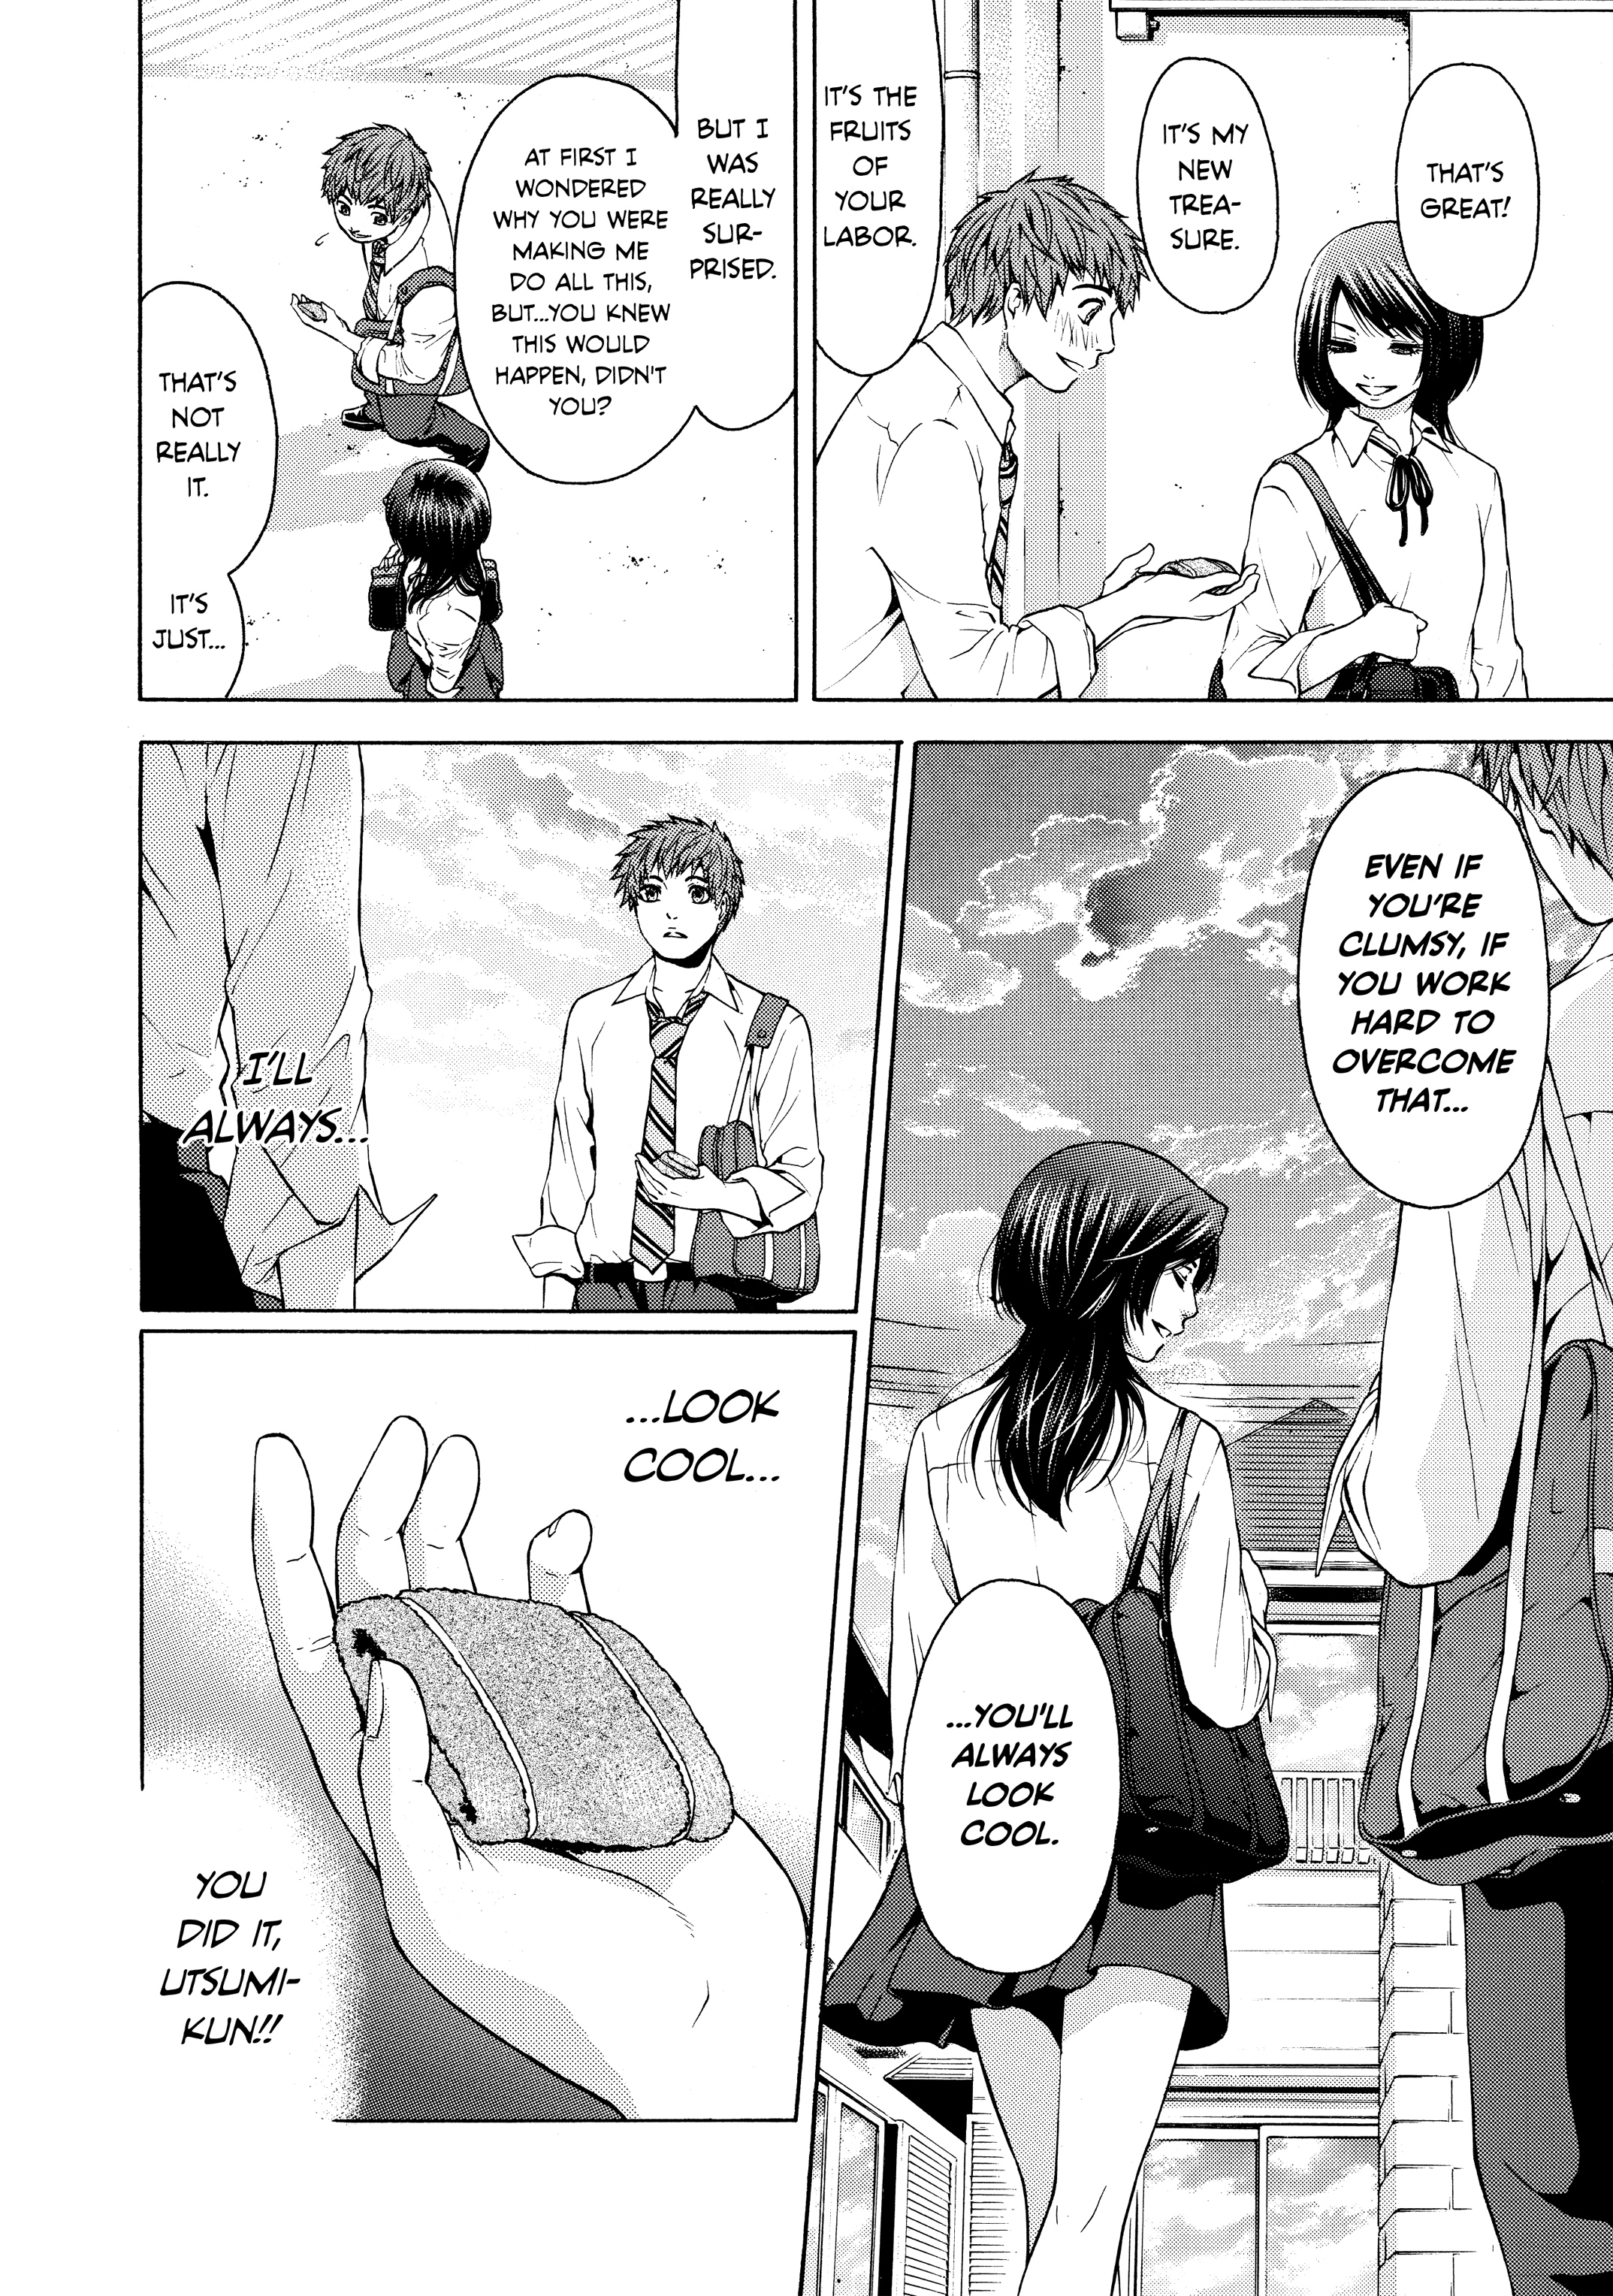 THAT'S
GREAT!
IT'S MY
NEW
TREA-
SURE.
IT'S THE
FRUITS
OF
YOUR
LABOR.
BUT I
WAS
REALLY
SUR-
PRISED.
AT FIRST I
WONDERED
WHY YOU WERE
MAKING ME
DO ALL THIS,
BUT...YOU KNEW
THIS WOULD
HAPPEN, DIDN'T
YOU?
THAT'S
NOT
REALLY
IT.
IT'S
JUST...
EVEN IF
YOU'RE
CLUMSY, IF
YOU WORK
HARD TO
OVERCOME
THAT...
...YOU'LL
ALWAYS
LOOK
COOL.
I'LL
ALWAYS...
...LOOK
COOL...
YOU
DID IT,
UTSUMI-
KUN!!